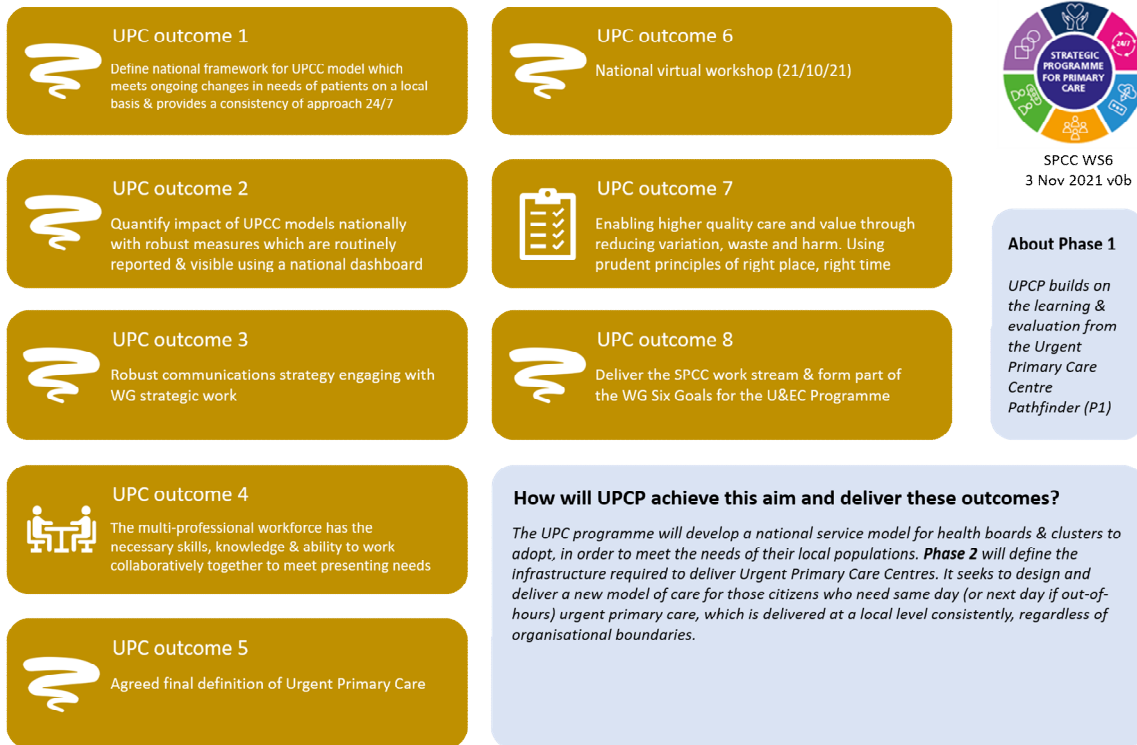 UPC outcome 1
Define national framework for UPCC model which
meets ongoing changes in needs of patients on a local
basis & provides a consistency of approach 24/7
UPC outcome 2
Quantify impact of UPCC models nationally
with robust measures which are routinely
reported & visible using a national dashboard
UPC outcome 3
Robust communications strategy engaging with
WG strategic work
UPC outcome 4
The multi-professional workforce has the
necessary skills, knowledge & ability to work
collaboratively together to meet presenting needs
UPC outcome 5
Agreed final definition of Urgent Primary Care
UPC outcome 6
National virtual workshop (21/10/21)
UPC outcome 7
Enabling higher quality care and value through
reducing variation, waste and harm. Using
prudent principles of right place, right time
UPC outcome 8
Deliver the SPCC work stream & form part of
the WG Six Goals for the U&EC Programme
STRATEGIC
PROGRAMME
FOR PRIMARY
CARE
24/7
SPCC WS6
3 Nov 2021 v0b
About Phase 1
UPCP builds on
the learning &
evaluation from
the Urgent
Primary Care
Centre
Pathfinder (P1)
How will UPCP achieve this aim and deliver these outcomes?
The UPC programme will develop a national service model for health boards & clusters to
adopt, in order to meet the needs of their local populations. Phase 2 will define the
infrastructure required to deliver Urgent Primary Care Centres. It seeks to design and
deliver a new model of care for those citizens who need same day (or next day if out-of-
hours) urgent primary care, which is delivered at a local level consistently, regardless of
organisational boundaries.